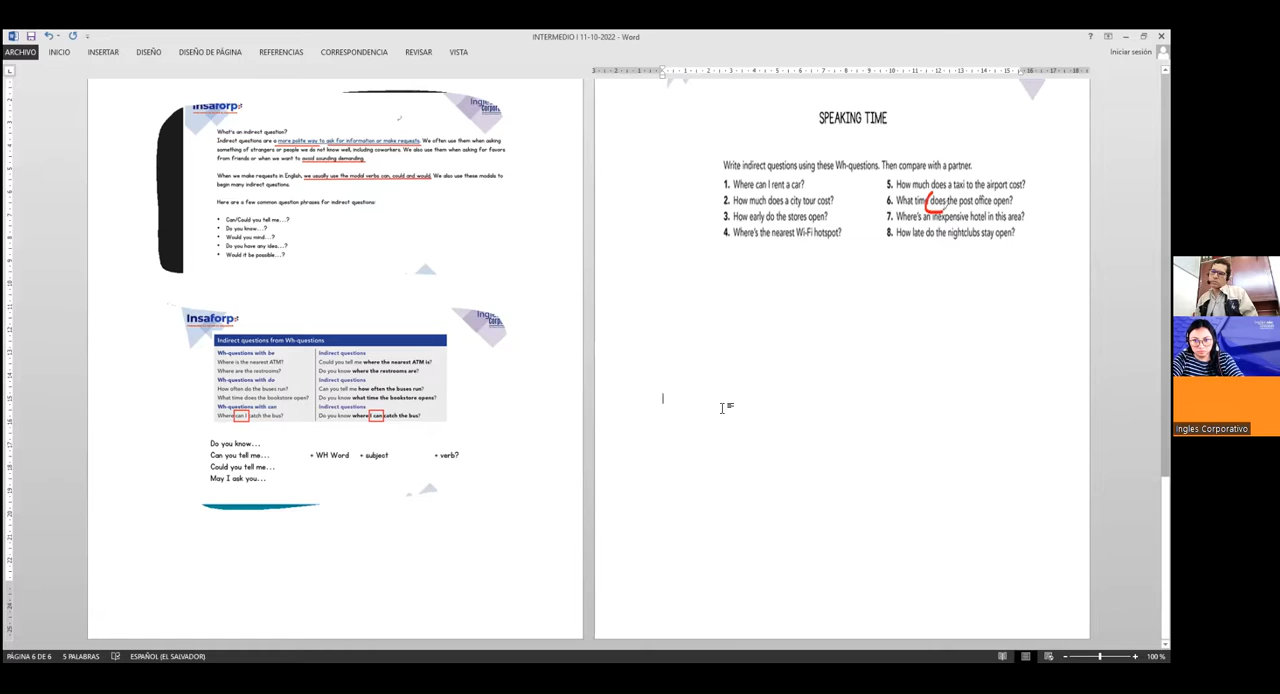 INTERMEDIO I 11-10-2022 - Word
ARCHIVO INICIO INSERTAR DISEÑO DISEÑO DE PÁGINA REFERENCIAS CORRESPONDENCIA REVISAR VISTA
Iniciar sesión
Insaforp
What's an indirect question?
Indirect questions are a more polite way to ask for information or make requests. We often use them when asking
something of strangers or people we do not know well, including coworkers. We also use them when asking for favors
from friends or when we want to avoid sounding demanding.
When we make requests in English, we usually use the modal verbs can, could and would. We also use these modals to
begin many indirect questions.
Here are a few common question phrases for indirect questions:
• Can/Could you tell me...?
• Do you know...?
• Would you mind...?
• Do you have any idea...?
• Would it be possible...?
Insaforp
Indirect questions from Wh-questions
Wh-questions with be Indirect questions
Where is the nearest ATM? Could you tell me where the nearest ATM is?
Where are the restrooms? Do you know where the restrooms are?
Wh-questions with do Indirect questions
How often do the buses run? Can you tell me how often the buses run?
What time does the bookstore open? Do you know what time the bookstore opens?
Wh-questions with can Indirect questions
Where can I catch the bus? Do you know where I can catch the bus?
Do you know...
Can you tell me... + WH Word + subject + verb?
Could you tell me...
May I ask you...
SPEAKING TIME
Write indirect questions using these Wh-questions. Then compare with a partner.
1. Where can I rent a car?
2. How much does a city tour cost?
3. How early do the stores open?
4. Where's the nearest Wi-Fi hotspot?
5. How much does a taxi to the airport cost?
6. What time does the post office open?
7. Where's an inexpensive hotel in this area?
8. How late do the nightclubs stay open?
Ingles Corporativo
PÁGINA 6 DE 6 5 PALABRAS ESPAÑOL (EL SALVADOR) 100 %